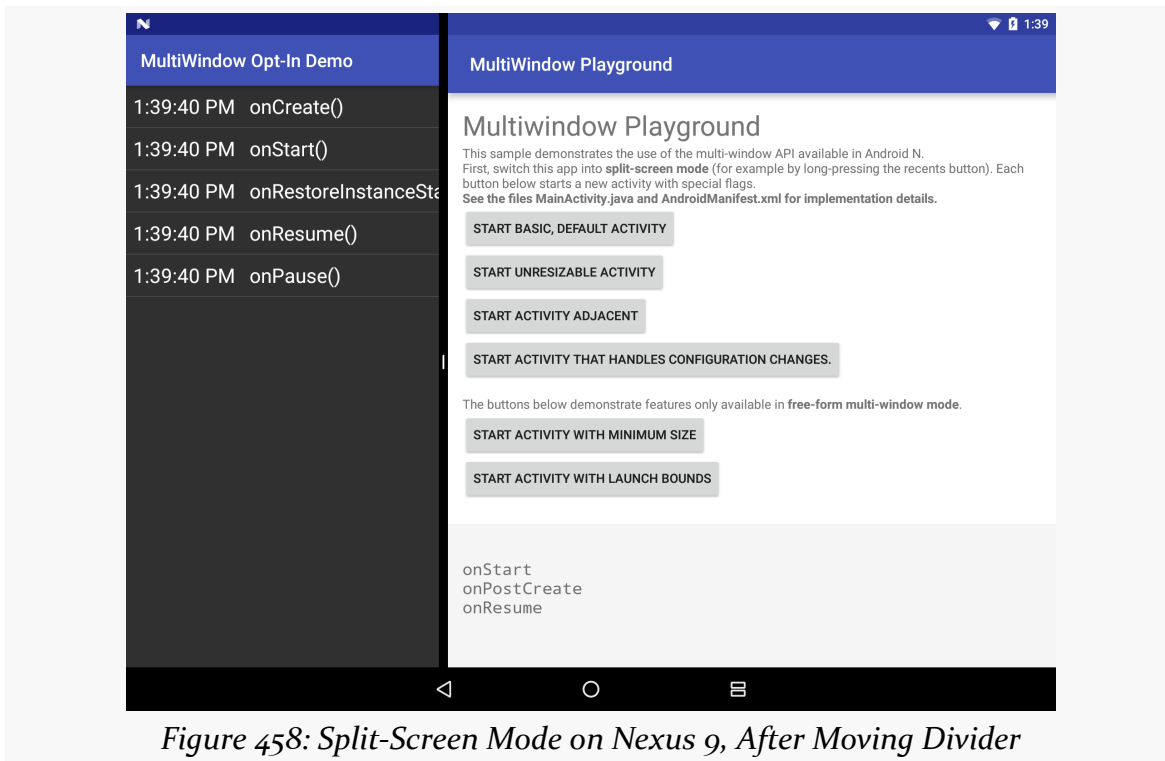 1:39
MultiWindow Opt-In Demo
1:39:40 PM onCreate()
1:39:40 PM onStart()
1:39:40 PM onRestoreInstanceSta
1:39:40 PM onResume()
1:39:40 PM onPause()
MultiWindow Playground
Multiwindow Playground
This sample demonstrates the use of the multi-window API available in Android N.
First, switch this app into split-screen mode (for example by long-pressing the recents button). Each
button below starts a new activity with special flags.
See the files MainActivity.java and AndroidManifest.xml for implementation details.
START BASIC, DEFAULT ACTIVITY
START UNRESIZABLE ACTIVITY
START ACTIVITY ADJACENT
START ACTIVITY THAT HANDLES CONFIGURATION CHANGES.
The buttons below demonstrate features only available in free-form multi-window mode.
START ACTIVITY WITH MINIMUM SIZE
START ACTIVITY WITH LAUNCH BOUNDS
onStart
onPostCreate
onResume
Figure 458: Split-Screen Mode on Nexus 9, After Moving Divider